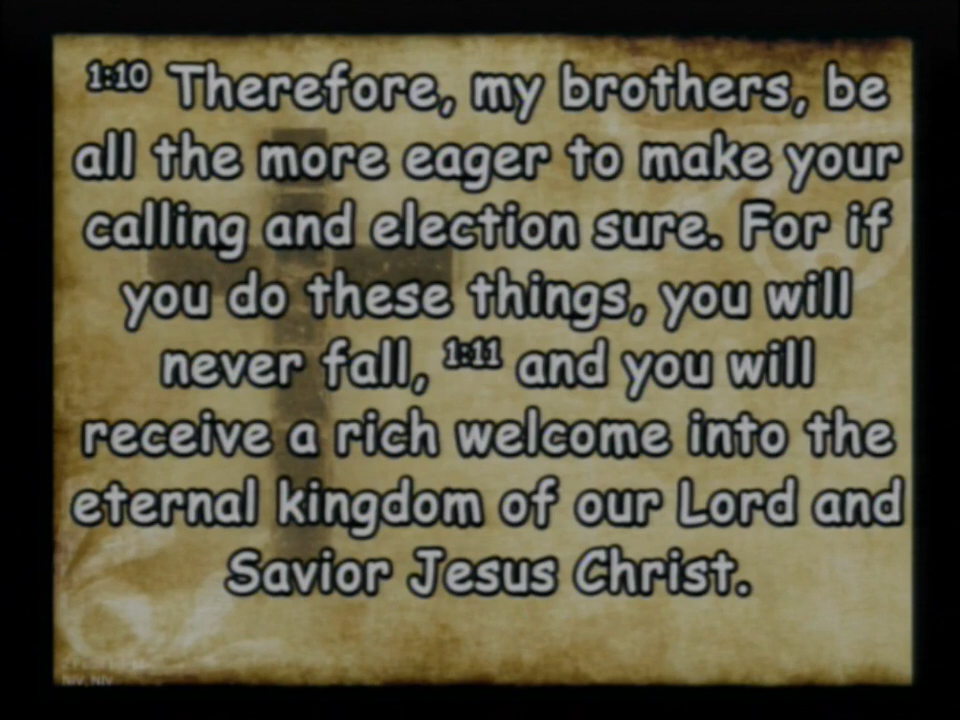 1:10 Therefore, my brothers, be
all the more eager to make your
calling and election sure. For if
you do these things, you will
never fall, 1:11 and you will
receive a rich welcome into the
eternal kingdom of our Lord and
Savior Jesus Christ.
NIV, NIV